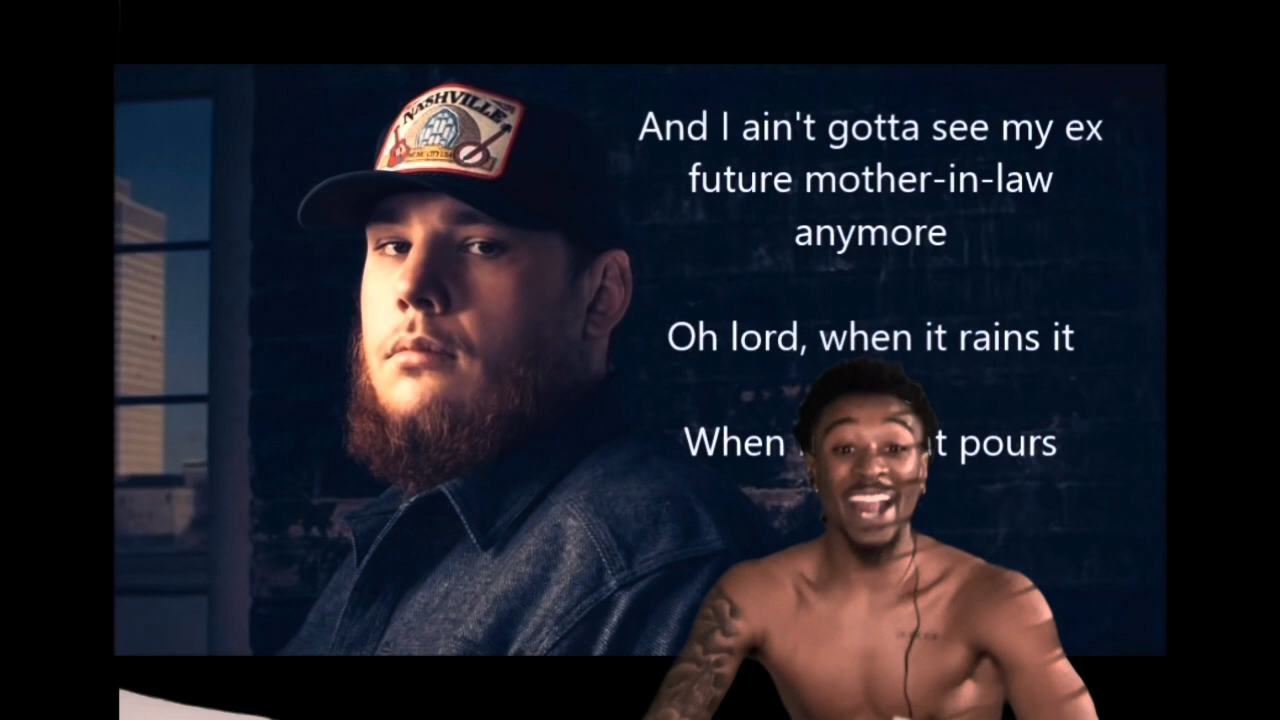 NASHVILLE
And I ain't gotta see my ex
future mother-in-law
anymore
Oh lord, when it rains it
When
t pours